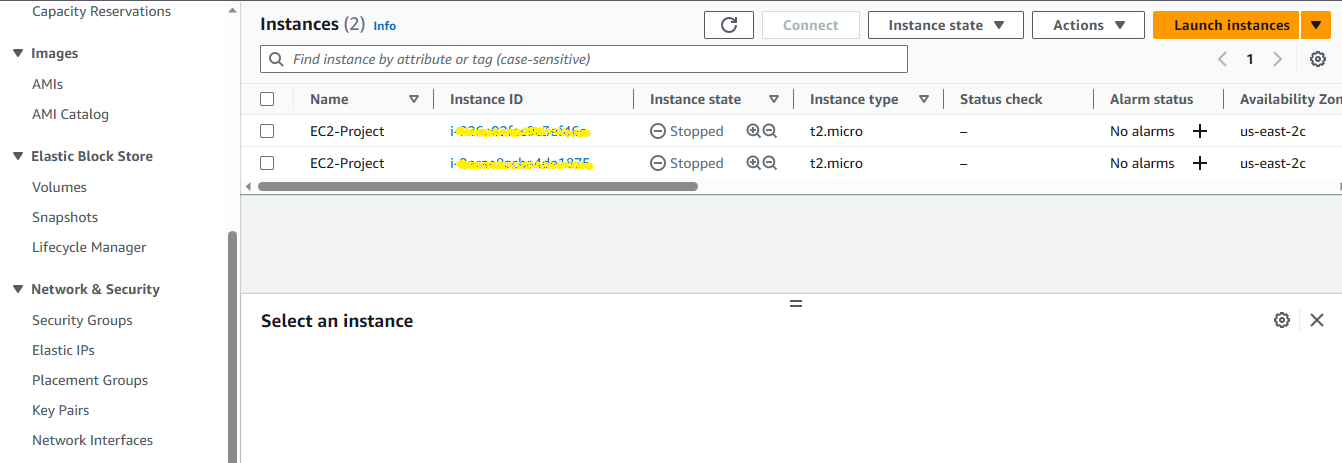 Capacity Reservations
Images
AMIs
AMI Catalog
Elastic Block Store
Volumes
Snapshots
Lifecycle Manager
Network & Security
Security Groups
Elastic IPs
Placement Groups
Key Pairs
Network Interfaces
Instances (2) Info
Connect Instance state Actions Launch instances
Find instance by attribute or tag (case-sensitive) 1
Name Instance ID Instance state Instance type Status check Alarm status Availability Zon
EC2-Project Stopped t2.micro – No alarms + us-east-2c
EC2-Project Stopped t2.micro – No alarms + us-east-2c
Select an instance